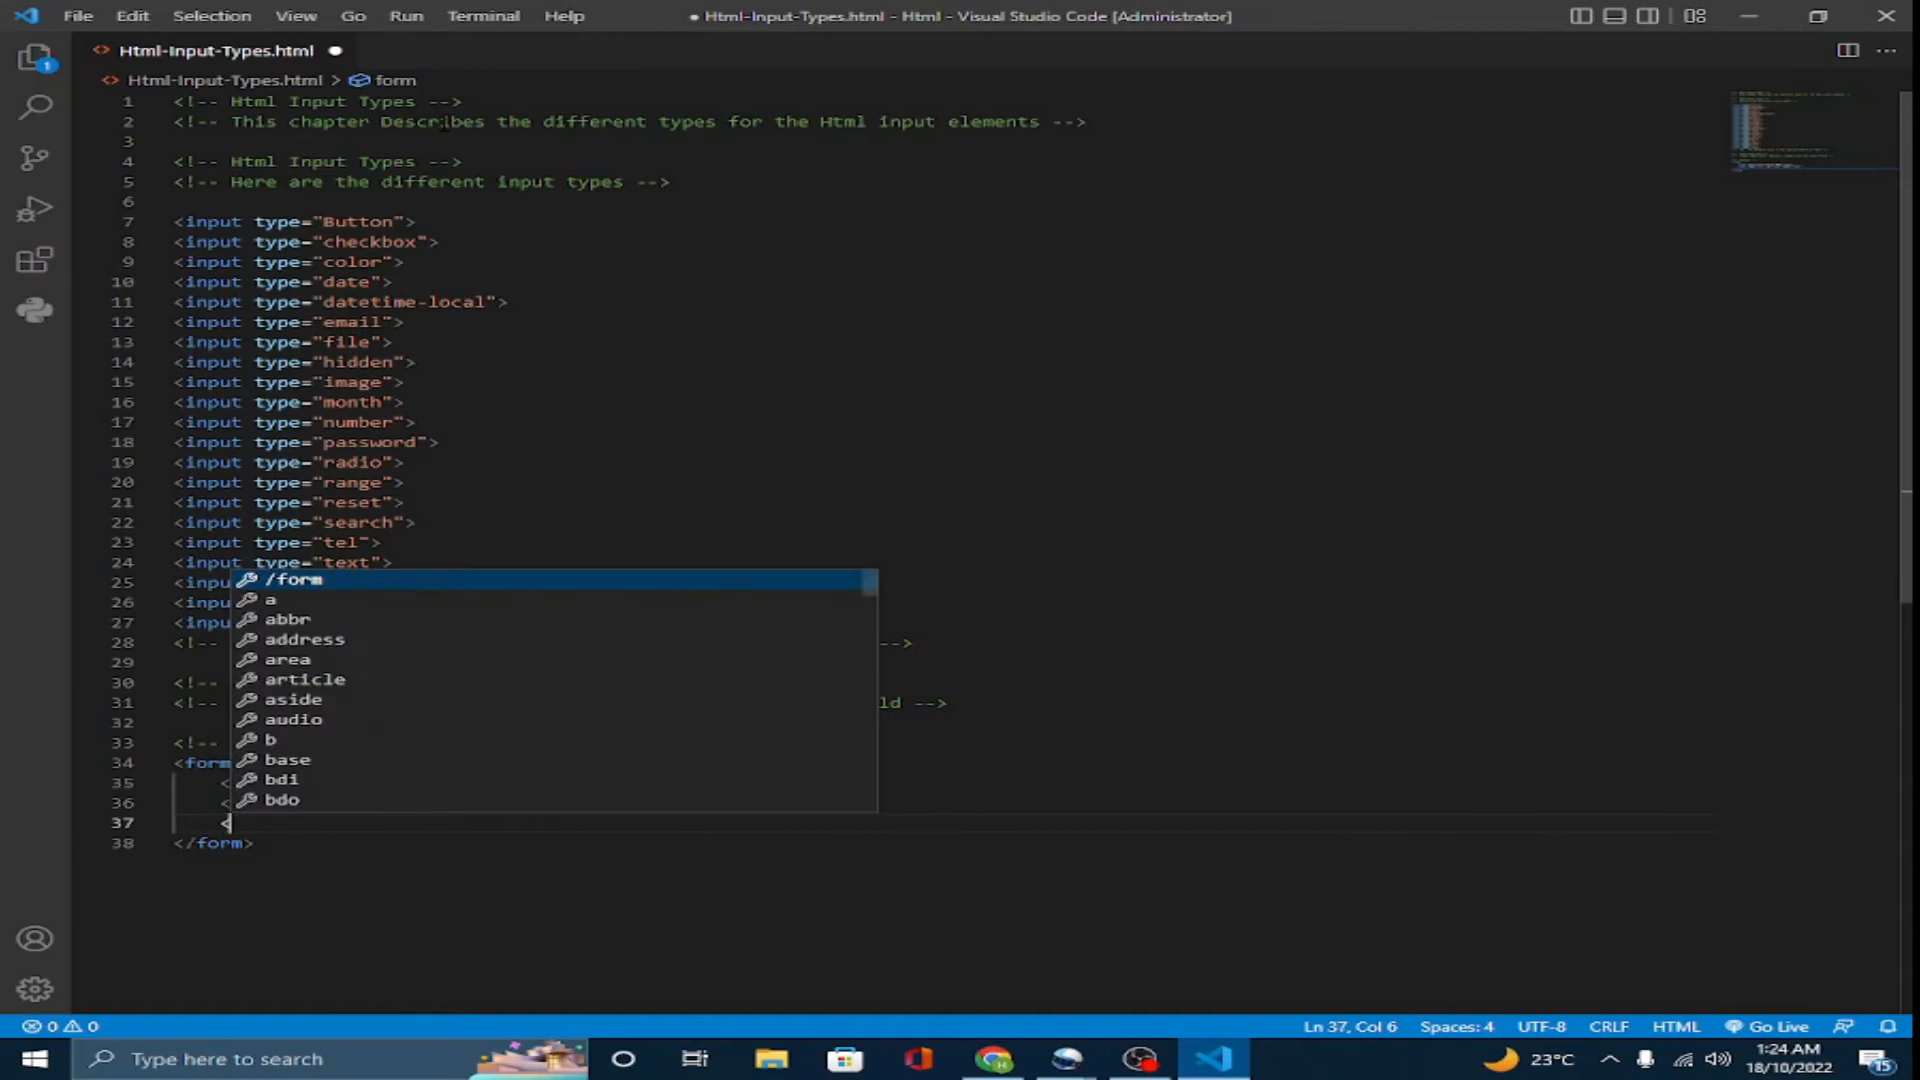 File Edit Selection View Go Run Terminal Help
● Html-Input-Types.html - Html - Visual Studio Code [Administrator]
<> Html-Input-Types.html ●
<> Html-Input-Types.html > form
1 <!-- Html Input Types -->
2 <!-- This chapter Describes the different types for the Html input elements -->
3
4 <!-- Html Input Types -->
5 <!-- Here are the different input types -->
6
7 <input type="Button">
8 <input type="checkbox">
9 <input type="color">
10 <input type="date">
11 <input type="datetime-local">
12 <input type="email">
13 <input type="file">
14 <input type="hidden">
15 <input type="image">
16 <input type="month">
17 <input type="number">
18 <input type="password">
19 <input type="radio">
20 <input type="range">
21 <input type="reset">
22 <input type="search">
23 <input type="tel">
24 <input type="text">
25 <inpu
26 <inpu
27 <inpu
28 <!-- -->
29
30 <!--
31 <!-- ld -->
32
33 <!--
34 <form
35 <
36 <
37 <
38 </form>
/form
a
abbr
address
area
article
aside
audio
b
base
bdi
bdo
1
0 0 Ln 37, Col 6 Spaces: 4 UTF-8 CRLF HTML Go Live
Type here to search
23°C
1:24 AM
18/10/2022
15